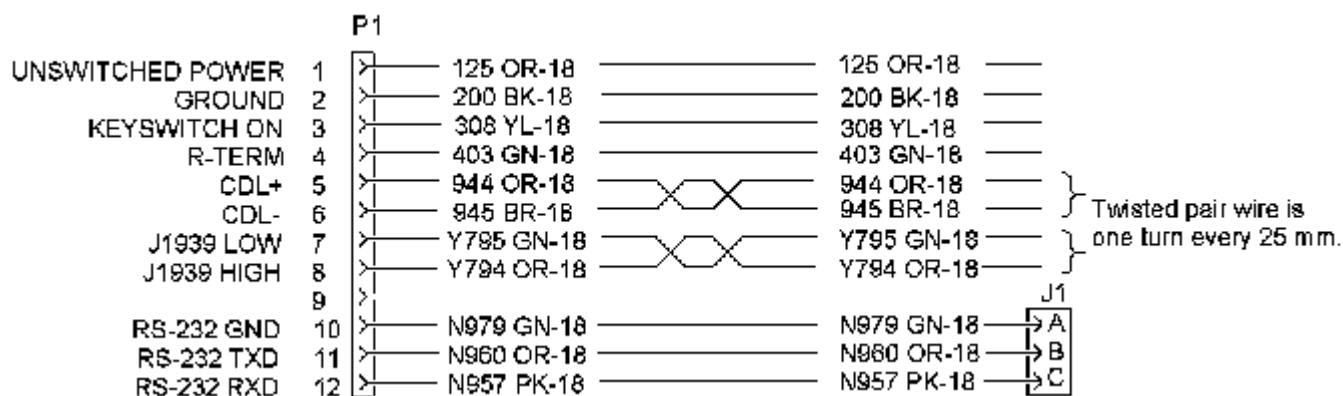 P1
UNSWITCHED POWER 1 125 OR-18 125 OR-18
GROUND 2 200 BK-18 200 BK-18
KEYSWITCH ON 3 308 YL-18 308 YL-18
R-TERM 4 403 GN-18 403 GN-18
CDL+ 5 944 OR-18 944 OR-18
CDL- 6 945 BR-18 945 BR-18
Twisted pair wire is
one turn every 25 mm.
J1939 LOW 7 Y795 GN-18 Y795 GN-18
J1939 HIGH 8 Y794 OR-18 Y794 OR-18
9
J1
RS-232 GND 10 N979 GN-18 N979 GN-18 A
RS-232 TXD 11 N960 OR-18 N960 OR-18 B
RS-232 RXD 12 N957 PK-18 N957 PK-18 C